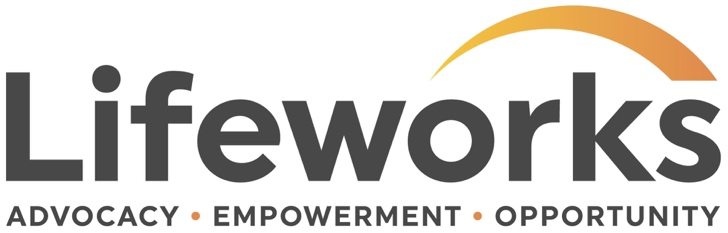 Lifeworks
ADVOCACY • EMPOWERMENT • OPPORTUNITY